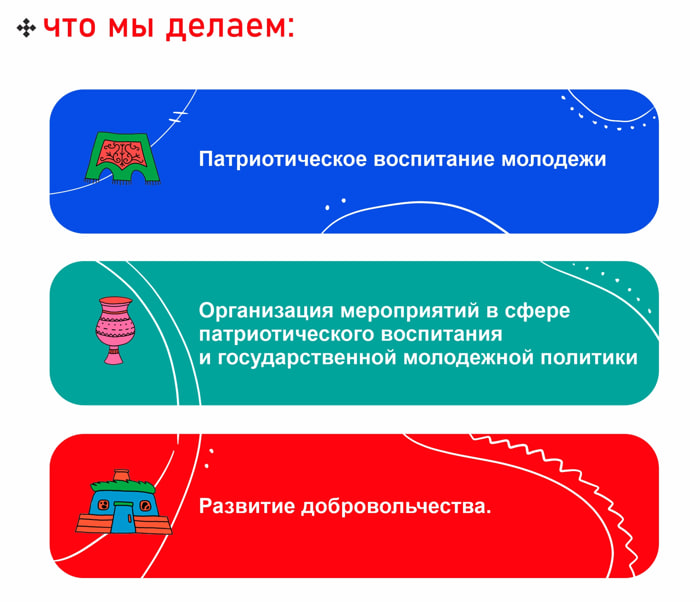 что мы делаем:
Патриотическое воспитание молодежи
Организация мероприятий в сфере
патриотического воспитания
и государственной молодежной политики
Развитие добровольчества.